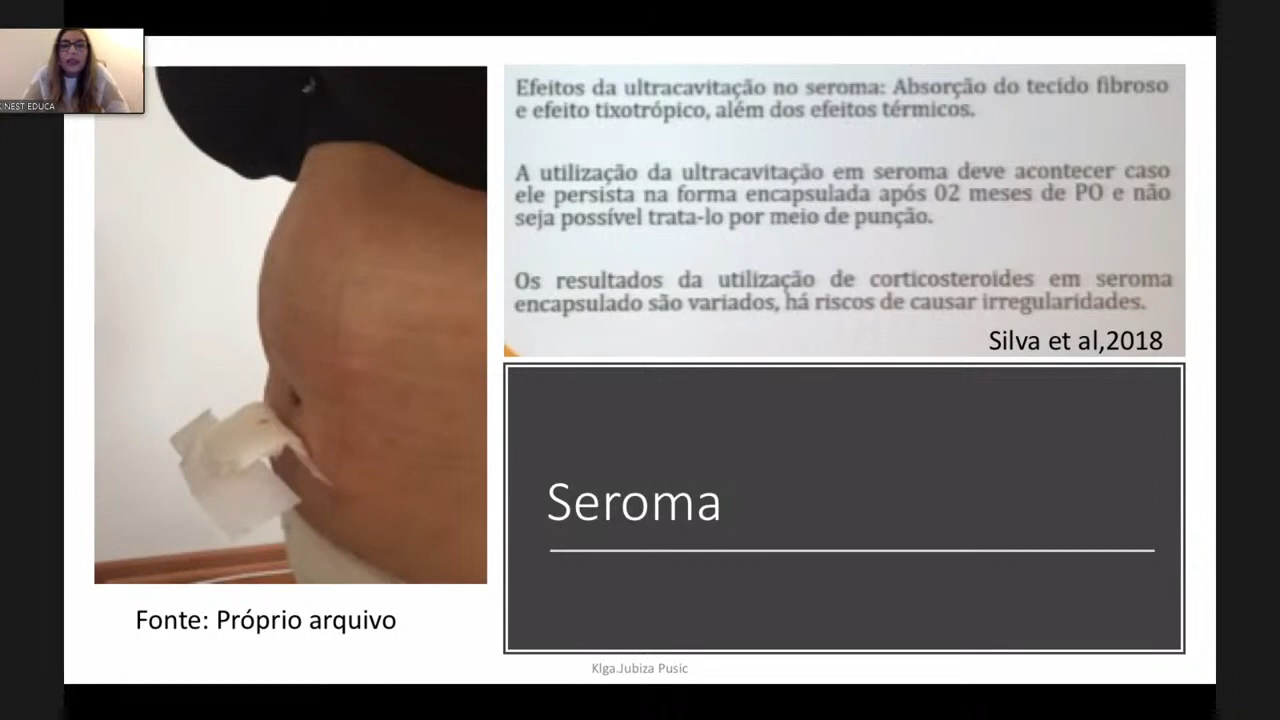 KINEST EDUCA
Efeitos da ultracavitação no seroma: Absorção do tecido fibroso
e efeito tixotrópico, além dos efeitos térmicos.
A utilização da ultracavitação em seroma deve acontecer caso
ele persista na forma encapsulada após 02 meses de PO e não
seja possível trata-lo por meio de punção.
Os resultados da utilização de corticosteroides em seroma
encapsulado são variados, há riscos de causar irregularidades.
Silva et al,2018
Seroma
Fonte: Próprio arquivo
Klga.Jubiza Pusic